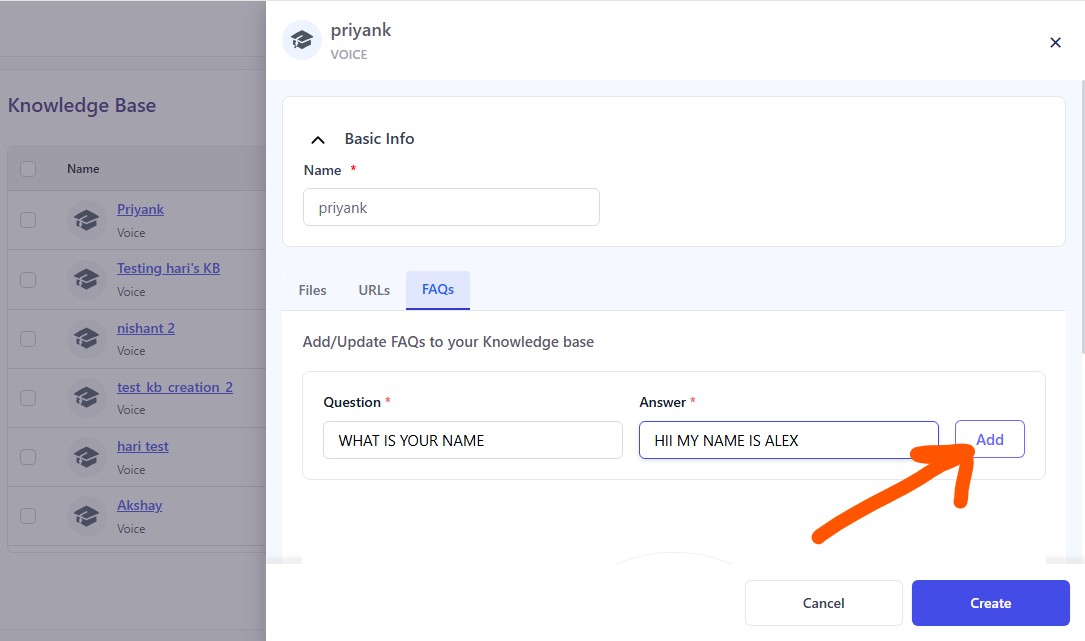 priyank
VOICE
Knowledge Base
Basic Info
Name *
priyank
Name
Priyank
Voice
Testing hari's KB
Voice
nishant 2
Voice
test_kb_creation_2
Voice
hari test
Voice
Akshay
Voice
Files URLs FAQs
Add/Update FAQs to your Knowledge base
Question * Answer *
WHAT IS YOUR NAME HII MY NAME IS ALEX Add
Cancel Create